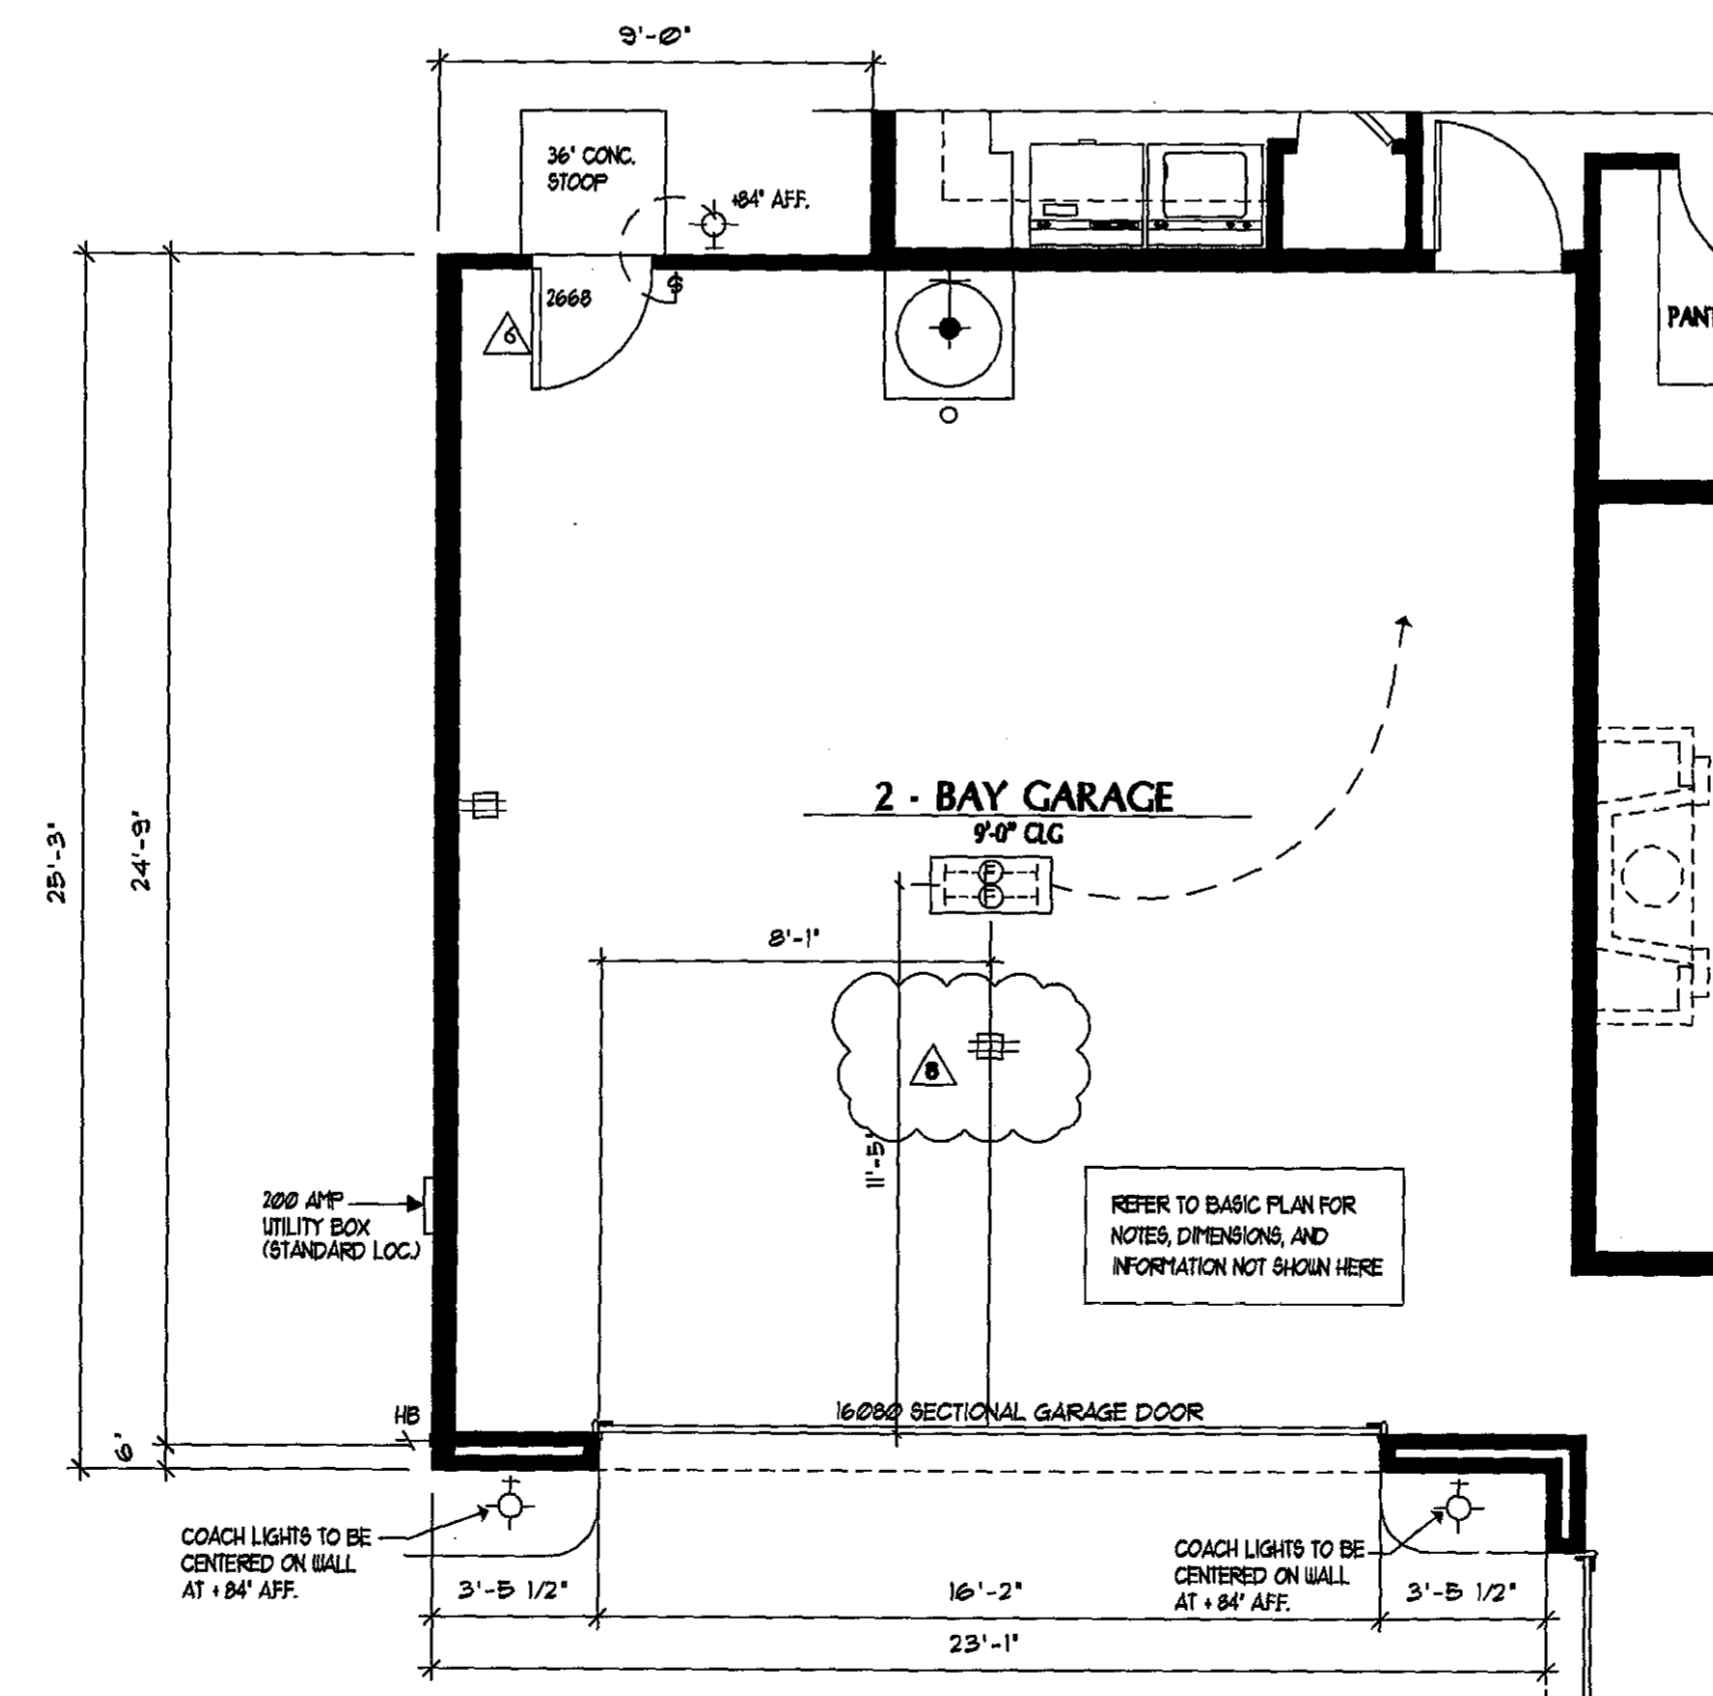 9'-0"
36" CONC.
STOOP
+84" AFF.
2668
$
6
PANT
25'-3"
24'-9"
2 - BAY GARAGE
9'-0" CLG
F
F
8'-1"
8
11'-5"
200 AMP
UTILITY BOX
(STANDARD LOC.)
REFER TO BASIC PLAN FOR
NOTES, DIMENSIONS, AND
INFORMATION NOT SHOWN HERE
HB
16080 SECTIONAL GARAGE DOOR
6"
COACH LIGHTS TO BE
CENTERED ON WALL
AT +84" AFF.
COACH LIGHTS TO BE
CENTERED ON WALL
AT +84" AFF.
3'-5 1/2"
16'-2"
3'-5 1/2"
23'-1"